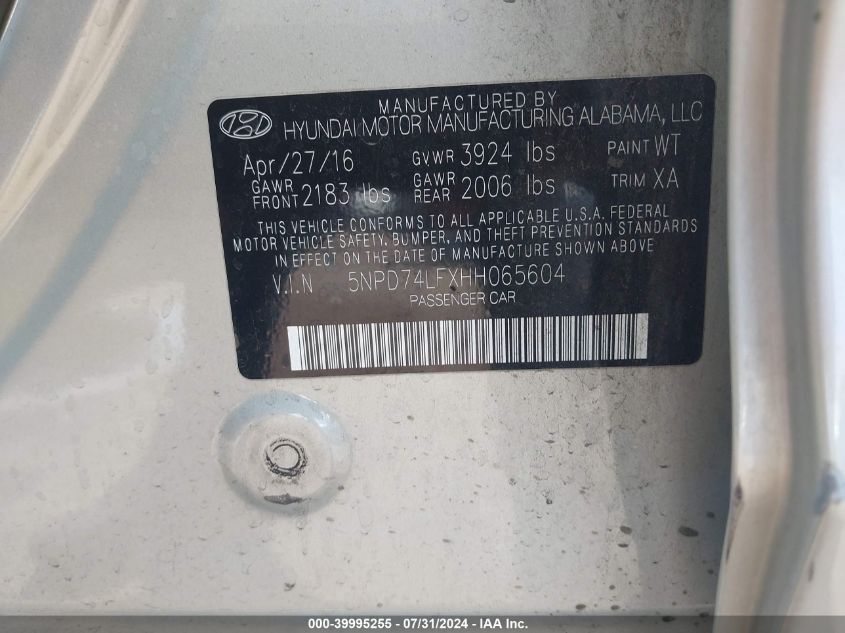 MANUFACTURED BY
HYUNDAI MOTOR MANUFACTURING ALABAMA, LLC
Apr/27/16 GVWR 3924 lbs PAINT WT
GAWR FRONT 2183 lbs GAWR REAR 2006 lbs TRIM XA
THIS VEHICLE CONFORMS TO ALL APPLICABLE U.S.A. FEDERAL
MOTOR VEHICLE SAFETY, BUMPER, AND THEFT PREVENTION STANDARDS
IN EFFECT ON THE DATE OF MANUFACTURE SHOWN ABOVE
V.I.N 5NPD74LFXHH065604
PASSENGER CAR
000-39995255 - 07/31/2024 - IAA Inc.